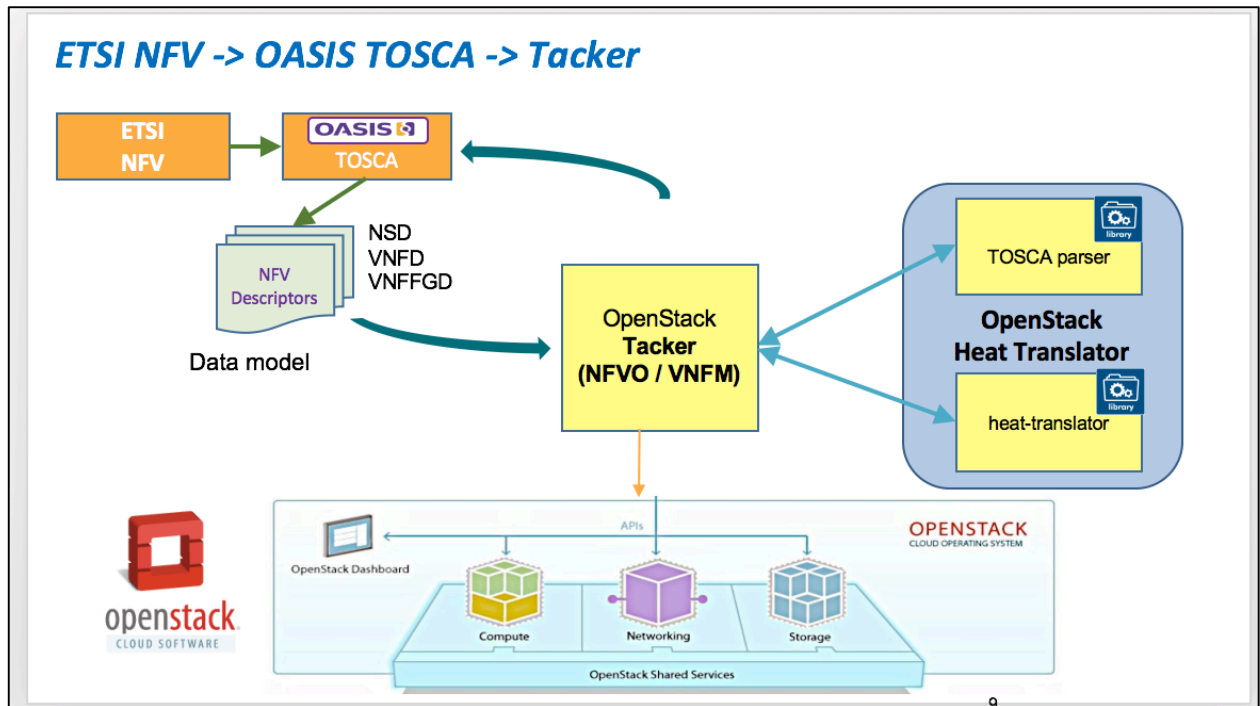 ETSI NFV -> OASIS TOSCA -> Tacker
ETSI
NFV
OASIS
TOSCA
NSD
VNFD
VNFFGD
NFV
Descriptors
Data model
OpenStack
Tacker
(NFVO / VNFM)
library
TOSCA parser
OpenStack
Heat Translator
library
heat-translator
openstack
CLOUD SOFTWARE
APIs
OPENSTACK
CLOUD OPERATING SYSTEM
OpenStack Dashboard
Compute
Networking
Storage
OpenStack Shared Services
9